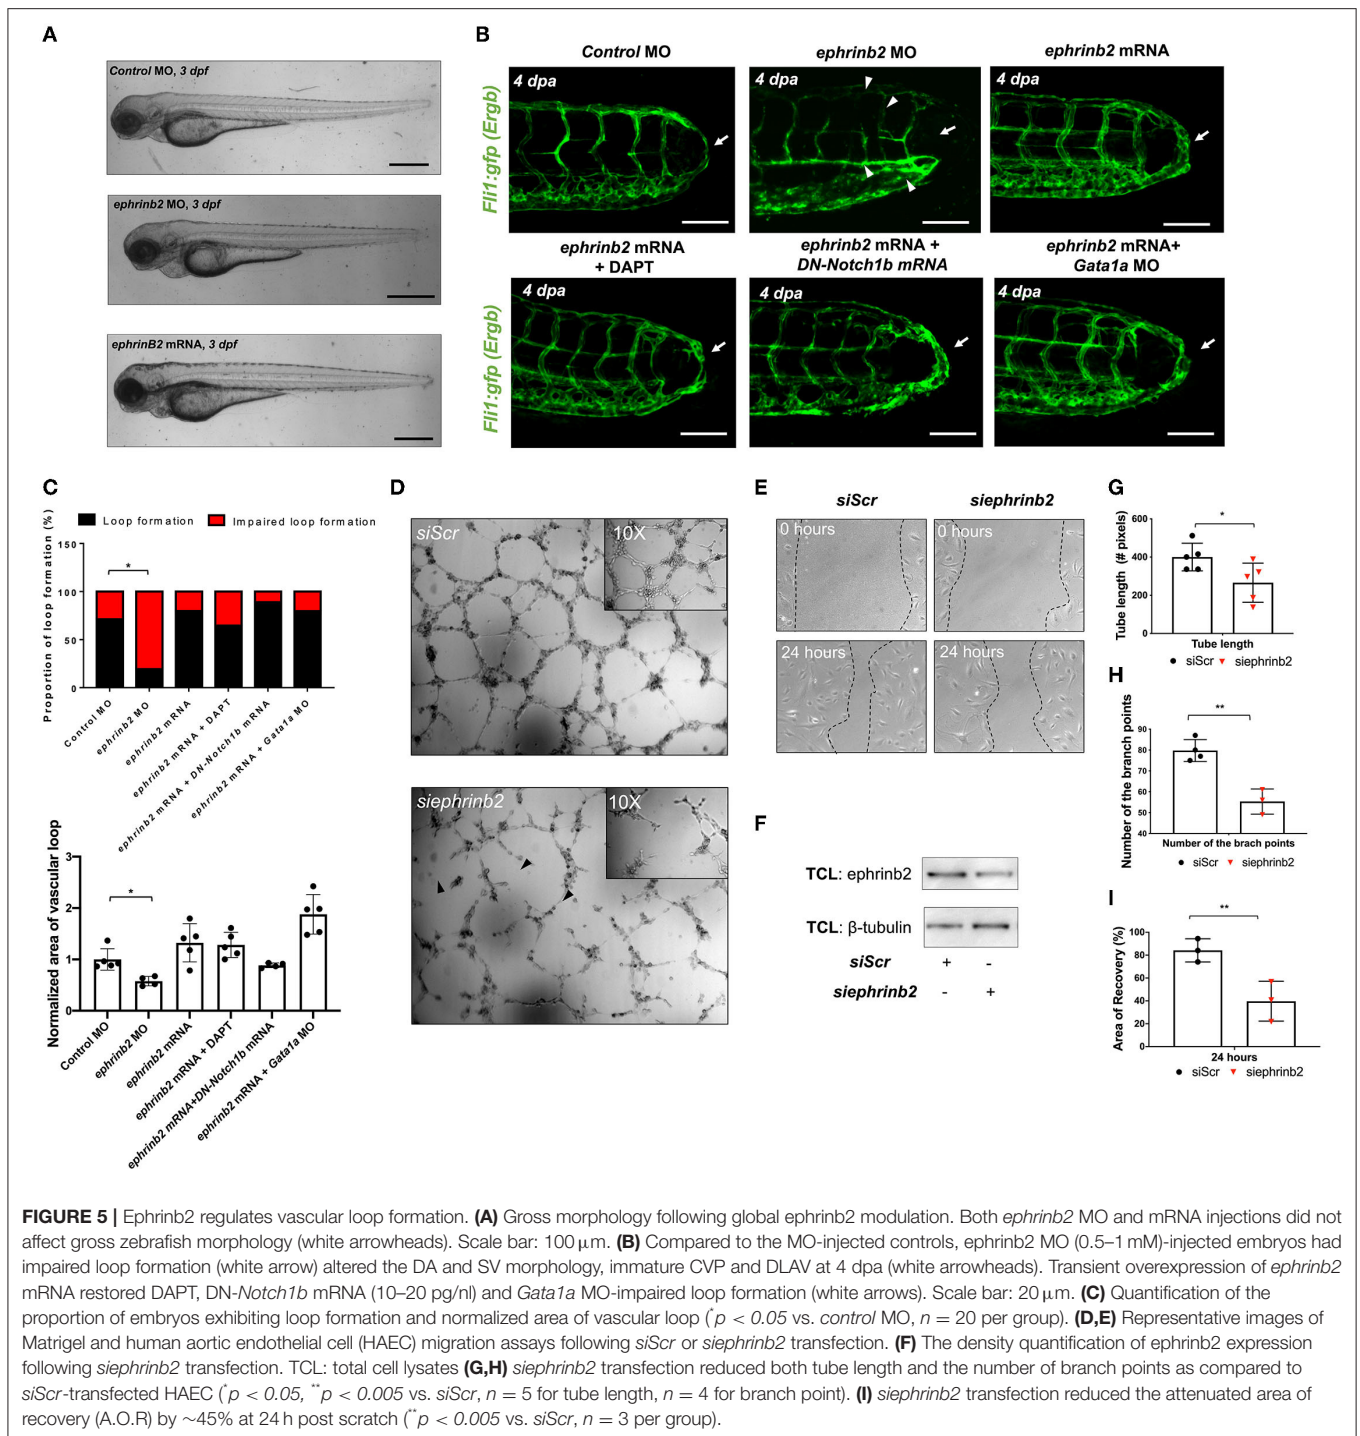 A
Control MO, 3 dpf
ephrinb2 MO, 3 dpf
ephrinB2 mRNA, 3 dpf
B
Control MO
ephrinb2 MO
ephrinb2 mRNA
Fli1:gfp (Ergb)
4 dpa
4 dpa
4 dpa
ephrinb2 mRNA
+ DAPT
ephrinb2 mRNA +
DN-Notch1b mRNA
ephrinb2 mRNA+
Gata1a MO
Fli1:gfp (Ergb)
4 dpa
4 dpa
4 dpa
C
Loop formation
Impaired loop formation
Proportion of loop formation (%)
150
100
50
0
*
Control MO
ephrinb2 MO
ephrinb2 mRNA
ephrinb2 mRNA + DAPT
ephrinb2 mRNA + DN-Notch1b mRNA
ephrinb2 mRNA + Gata1a MO
Normalized area of vascular loop
3
2
1
0
*
Control MO
ephrinb2 MO
ephrinb2 mRNA
ephrinb2 mRNA + DAPT
ephrinb2 mRNA+DN-Notch1b mRNA
ephrinb2 mRNA + Gata1a MO
D
siScr
10X
siephrinb2
10X
E
siScr
siephrinb2
0 hours
0 hours
24 hours
24 hours
F
TCL: ephrinb2
TCL: β-tubulin
siScr + -
siephrinb2 - +
G
Tube length (# pixels)
600
400
200
0
*
Tube length
siScr siephrinb2
H
Number of the branch points
90
80
70
60
50
40
**
Number of the brach points
siScr siephrinb2
I
Area of Recovery (%)
100
80
60
40
20
0
**
24 hours
siScr siephrinb2
FIGURE 5 | Ephrinb2 regulates vascular loop formation. (A) Gross morphology following global ephrinb2 modulation. Both ephrinb2 MO and mRNA injections did not
affect gross zebrafish morphology (white arrowheads). Scale bar: 100 μm. (B) Compared to the MO-injected controls, ephrinb2 MO (0.5–1 mM)-injected embryos had
impaired loop formation (white arrow) altered the DA and SV morphology, immature CVP and DLAV at 4 dpa (white arrowheads). Transient overexpression of ephrinb2
mRNA restored DAPT, DN-Notch1b mRNA (10–20 pg/nl) and Gata1a MO-impaired loop formation (white arrows). Scale bar: 20 μm. (C) Quantification of the
proportion of embryos exhibiting loop formation and normalized area of vascular loop (*p < 0.05 vs. control MO, n = 20 per group). (D,E) Representative images of
Matrigel and human aortic endothelial cell (HAEC) migration assays following siScr or siephrinb2 transfection. (F) The density quantification of ephrinb2 expression
following siephrinb2 transfection. TCL: total cell lysates (G,H) siephrinb2 transfection reduced both tube length and the number of branch points as compared to
siScr-transfected HAEC (*p < 0.05, **p < 0.005 vs. siScr, n = 5 for tube length, n = 4 for branch point). (I) siephrinb2 transfection reduced the attenuated area of
recovery (A.O.R) by ~45% at 24 h post scratch (**p < 0.005 vs. siScr, n = 3 per group).